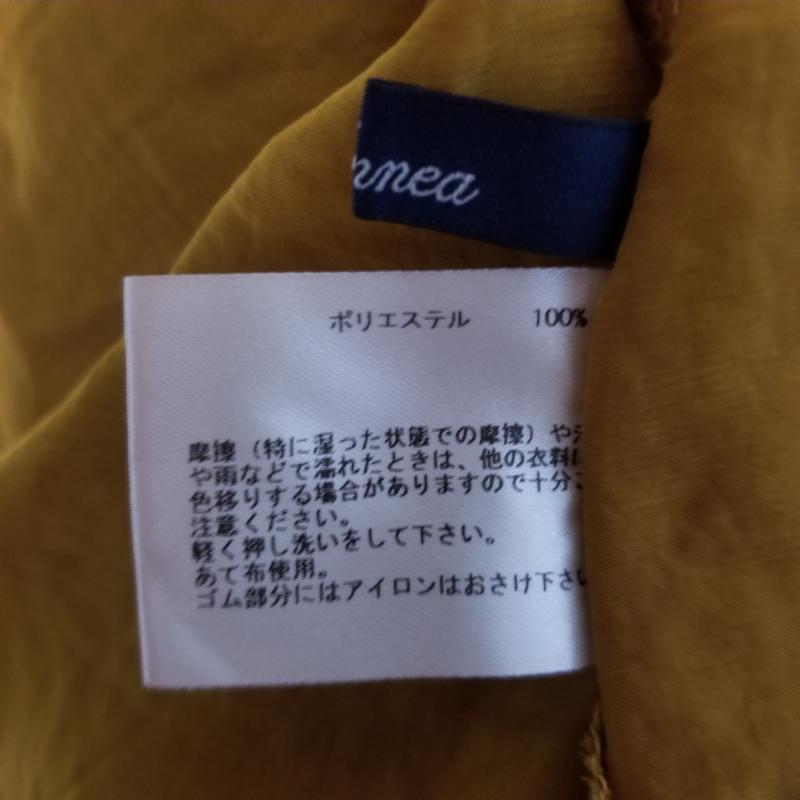 nnea
ポリエステル 100%
摩擦（特に湿った状態での摩擦）や
や雨などで濡れたときは、他の衣料に
色移りする場合がありますので十分ご
注意ください。
軽く押し洗いをして下さい。
あて布使用。
ゴム部分にはアイロンはおさけ下さい